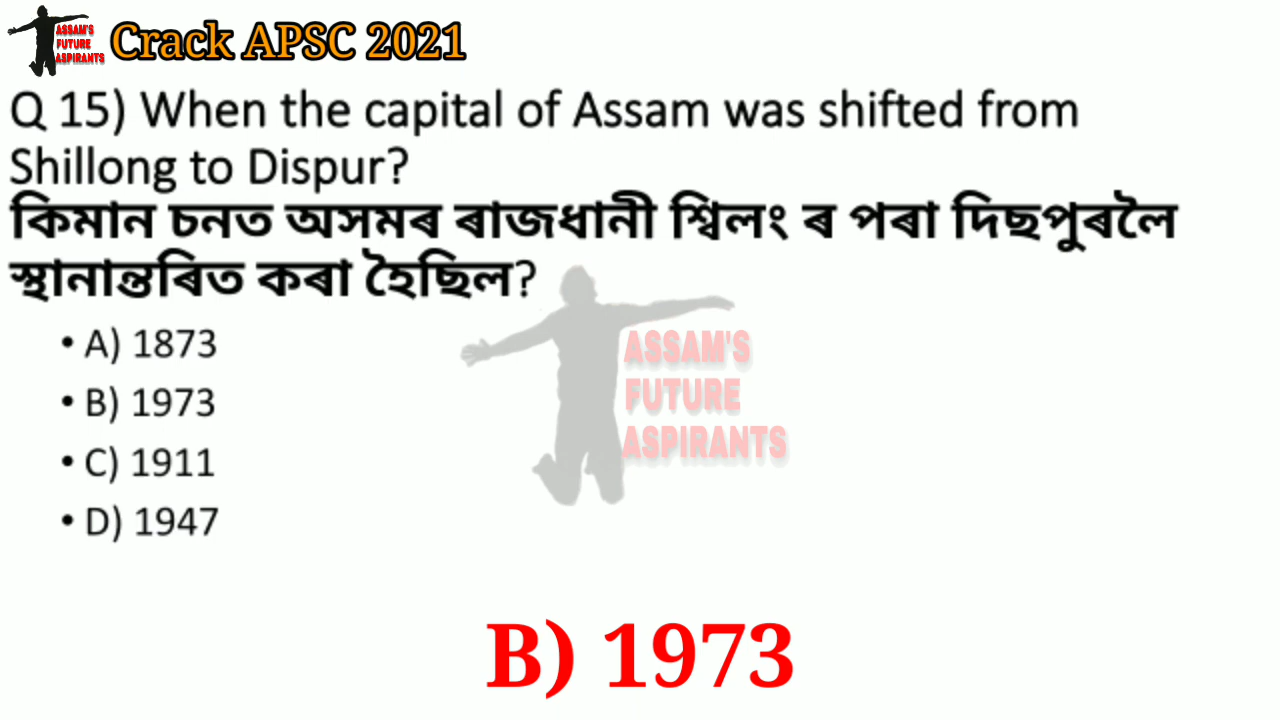 ASSAM'S
FUTURE
ASPIRANTS
Crack APSC 2021
Q 15) When the capital of Assam was shifted from
Shillong to Dispur?
কিমান চনত অসমৰ ৰাজধানী শ্বিলং ৰ পৰা দিছপুৰলৈ
স্থানান্তৰিত কৰা হৈছিল?
• A) 1873
• B) 1973
• C) 1911
• D) 1947
ASSAM'S
FUTURE
ASPIRANTS
B) 1973